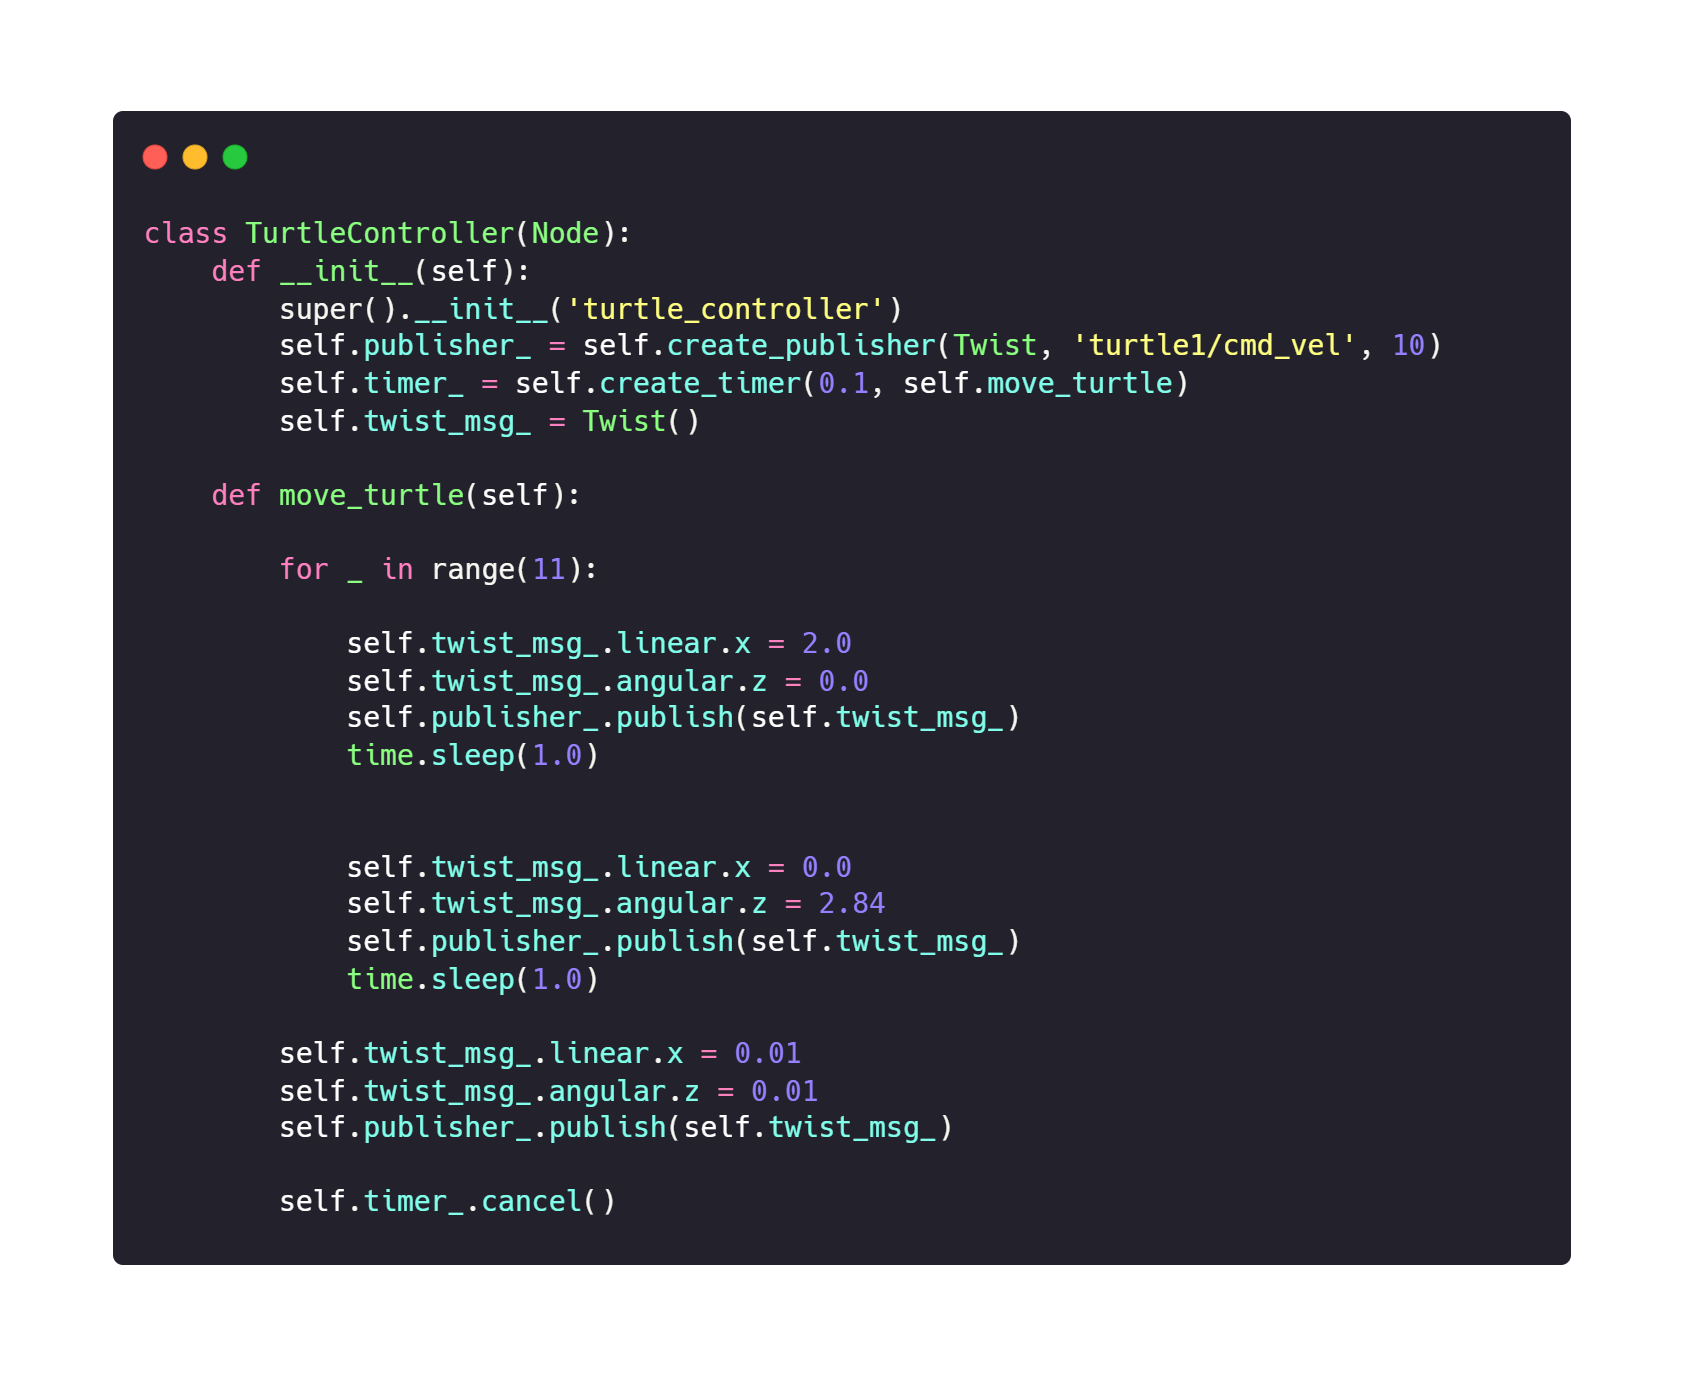 class TurtleController(Node):
    def __init__(self):
        super().__init__('turtle_controller')
        self.publisher_ = self.create_publisher(Twist, 'turtle1/cmd_vel', 10)
        self.timer_ = self.create_timer(0.1, self.move_turtle)
        self.twist_msg_ = Twist()

    def move_turtle(self):

        for _ in range(11):

            self.twist_msg_.linear.x = 2.0
            self.twist_msg_.angular.z = 0.0
            self.publisher_.publish(self.twist_msg_)
            time.sleep(1.0)


            self.twist_msg_.linear.x = 0.0
            self.twist_msg_.angular.z = 2.84
            self.publisher_.publish(self.twist_msg_)
            time.sleep(1.0)

        self.twist_msg_.linear.x = 0.01
        self.twist_msg_.angular.z = 0.01
        self.publisher_.publish(self.twist_msg_)

        self.timer_.cancel()